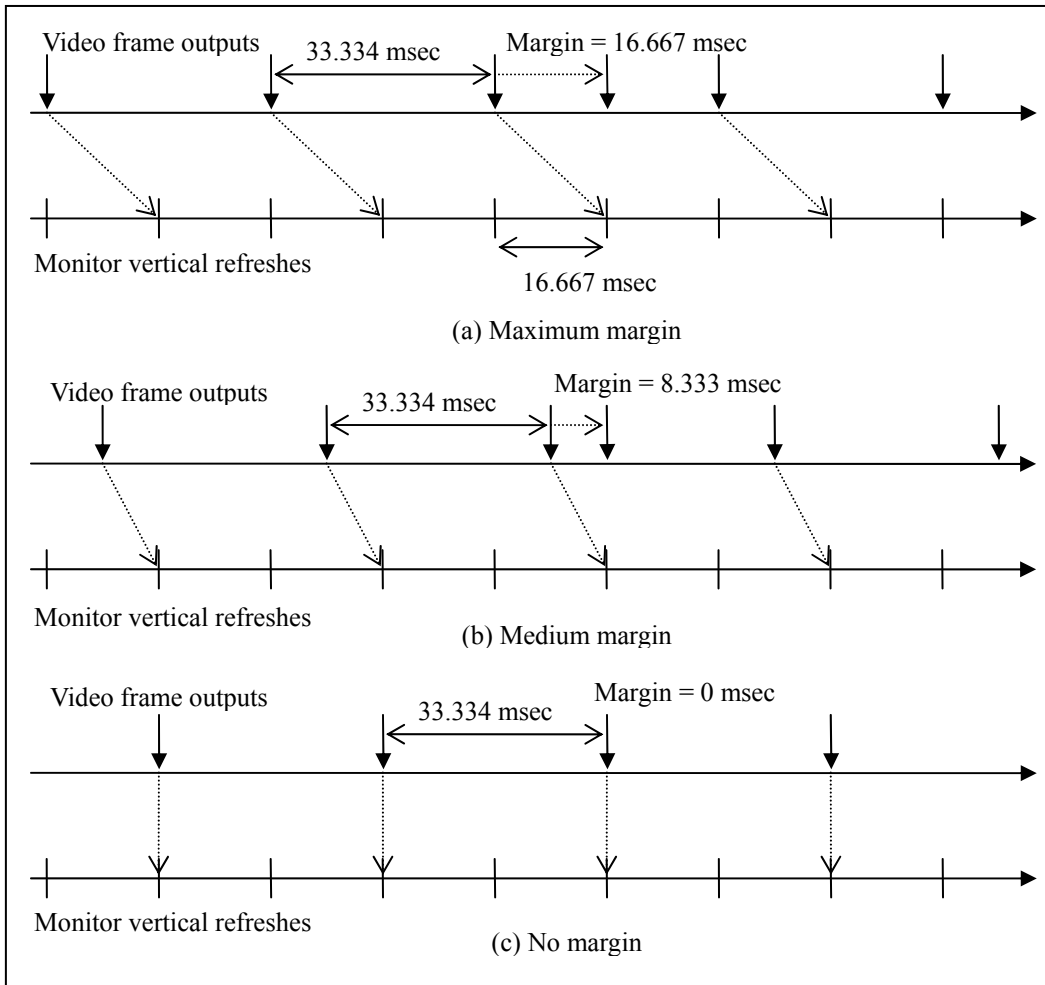 Video frame outputs
33.334 msec
Margin = 16.667 msec
Monitor vertical refreshes
16.667 msec
(a) Maximum margin
Video frame outputs
33.334 msec
Margin = 8.333 msec
Monitor vertical refreshes
(b) Medium margin
Video frame outputs
33.334 msec
Margin = 0 msec
Monitor vertical refreshes
(c) No margin